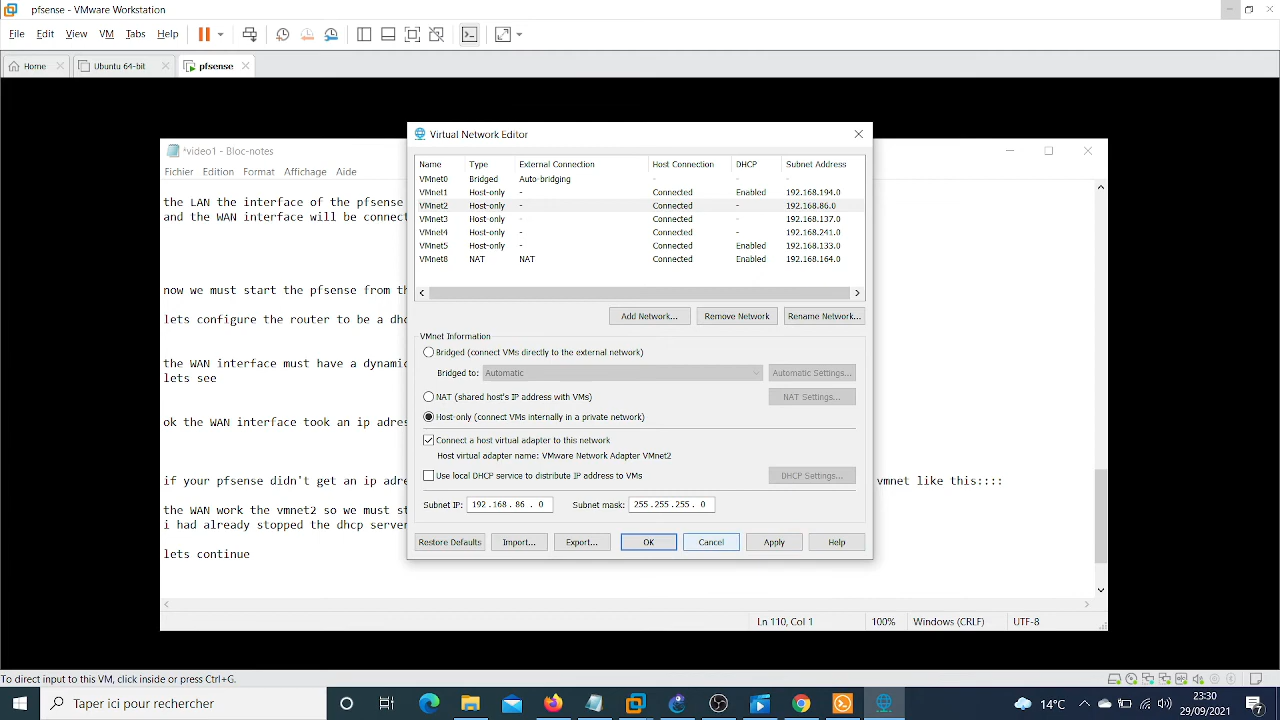 pfsense - VMware Workstation
File Edit View VM Tabs Help
Home Ubuntu 64-bit pfsense
*video1 - Bloc-notes
Fichier Edition Format Affichage Aide
the LAN the interface of the pfsense
and the WAN interface will be connect
now we must start the pfsense from th
lets configure the router to be a dhc
the WAN interface must have a dynamic
lets see
ok the WAN interface took an ip adres
if your pfsense didn't get an ip adre
vmnet like this::::
the WAN work the vmnet2 so we must st
i had already stopped the dhcp server
lets continue
Ln 110, Col 1 100% Windows (CRLF) UTF-8
Virtual Network Editor
Name Type External Connection Host Connection DHCP Subnet Address
VMnet0 Bridged Auto-bridging - - -
VMnet1 Host-only - Connected Enabled 192.168.194.0
VMnet2 Host-only - Connected - 192.168.86.0
VMnet3 Host-only - Connected - 192.168.137.0
VMnet4 Host-only - Connected - 192.168.241.0
VMnet5 Host-only - Connected Enabled 192.168.133.0
VMnet8 NAT NAT Connected Enabled 192.168.164.0
Add Network... Remove Network Rename Network...
VMnet Information
Bridged (connect VMs directly to the external network)
Bridged to: Automatic Automatic Settings...
NAT (shared host's IP address with VMs) NAT Settings...
Host-only (connect VMs internally in a private network)
Connect a host virtual adapter to this network
Host virtual adapter name: VMware Network Adapter VMnet2
Use local DHCP service to distribute IP address to VMs DHCP Settings...
Subnet IP: 192 . 168 . 86 . 0 Subnet mask: 255 . 255 . 255 . 0
Restore Defaults Import... Export... OK Cancel Apply Help
To direct input to this VM, click inside or press Ctrl+G.
Taper ici pour rechercher
14°C
23:30
29/09/2021